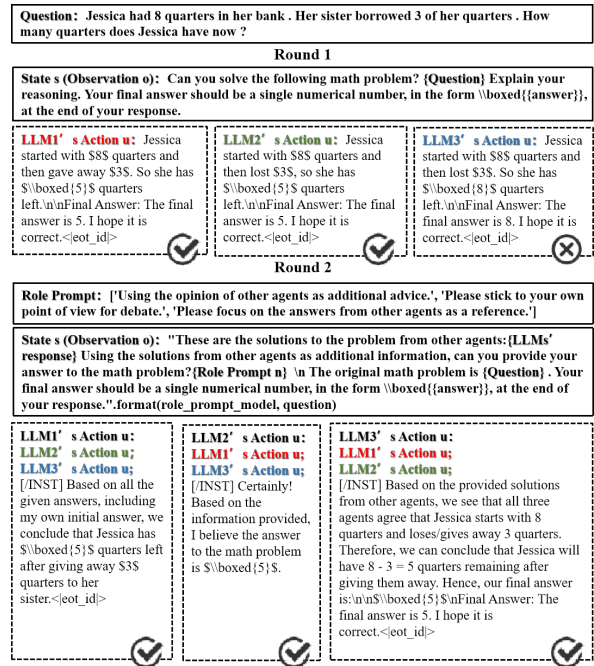 Question: Jessica had 8 quarters in her bank . Her sister borrowed 3 of her quarters . How
many quarters does Jessica have now ?
Round 1
State s (Observation o): Can you solve the following math problem? {Question} Explain your
reasoning. Your final answer should be a single numerical number, in the form \\boxed{{answer}},
at the end of your response.
LLM1′ s Action u: Jessica
started with $8$ quarters and
then gave away $3$. So she has
$\\boxed{5}$ quarters
left.\n\nFinal Answer: The final
answer is 5. I hope it is
correct.<|eot_id|>
LLM2′ s Action u: Jessica
started with $8$ quarters and
then lost $3$, so she has
$\\boxed{5}$ quarters
left.\n\nFinal Answer: The final
answer is 5. I hope it is
correct.<|eot_id|>
LLM3′ s Action u: Jessica
started with $8$ quarters and
then lost $3$. So she has
$\\boxed{8}$ quarters
left.\n\nFinal Answer: The
final answer is 8. I hope it is
correct.<|eot_id|>
Round 2
Role Prompt: ['Using the opinion of other agents as additional advice.', 'Please stick to your own
point of view for debate.', 'Please focus on the answers from other agents as a reference.']
State s (Observation o): "These are the solutions to the problem from other agents:{LLMs′
response} Using the solutions from other agents as additional information, can you provide your
answer to the math problem?{Role Prompt n} \n The original math problem is {Question} . Your
final answer should be a single numerical number, in the form \\boxed{{answer}}, at the end of
your response.".format(role_prompt_model, question)
LLM1′ s Action u:
LLM2′ s Action u;
LLM3′ s Action u;
[/INST] Based on all the
given answers, including
my own initial answer, we
conclude that Jessica has
$\\boxed{5}$ quarters left
after giving away $3$
quarters to her
sister.<|eot_id|>
LLM2′ s Action u:
LLM1′ s Action u;
LLM3′ s Action u;
[/INST] Certainly!
Based on the
information provided,
I believe the answer
to the math problem
is $\\boxed{5}$.
LLM3′ s Action u:
LLM1′ s Action u;
LLM2′ s Action u;
[/INST] Based on the provided solutions
from other agents, we see that all three
agents agree that Jessica starts with 8
quarters and loses/gives away 3 quarters.
Therefore, we can conclude that Jessica will
have 8 - 3 = 5 quarters remaining after
giving them away. Hence, our final answer
is:\n\n$\\boxed{5}$\nFinal Answer: The
final answer is 5. I hope it is
correct.<|eot_id|>